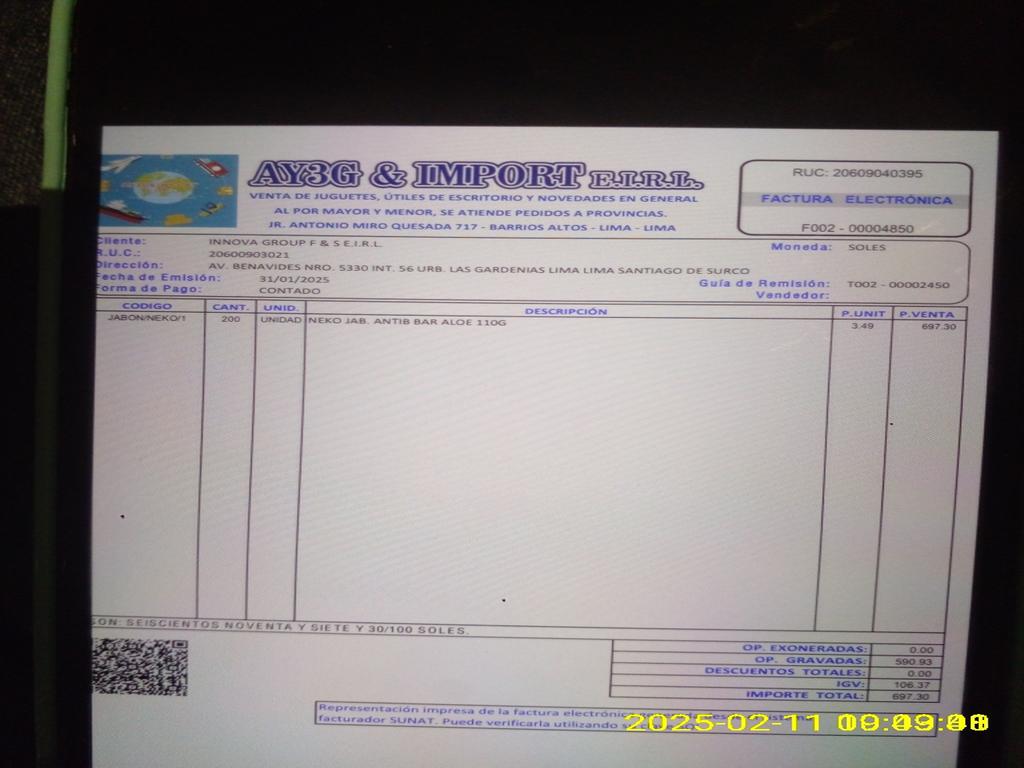 AY3G & IMPORT E.I.R.L.
VENTA DE JUGUETES, ÚTILES DE ESCRITORIO Y NOVEDADES EN GENERAL
AL POR MAYOR Y MENOR, SE ATIENDE PEDIDOS A PROVINCIAS.
JR. ANTONIO MIRO QUESADA 717 - BARRIOS ALTOS - LIMA - LIMA
RUC: 20609040395
FACTURA ELECTRÓNICA
F002 - 00004850
Cliente: INNOVA GROUP F & S E.I.R.L.
R.U.C.: 20600903021
Dirección: AV. BENAVIDES NRO. 5330 INT. 56 URB. LAS GARDENIAS LIMA LIMA SANTIAGO DE SURCO
Fecha de Emisión: 31/01/2025
Forma de Pago: CONTADO
Moneda: SOLES
Guía de Remisión: T002 - 00002450
Vendedor:
CODIGO CANT. UNID. DESCRIPCIÓN P.UNIT P.VENTA
JABON/NEKO/1 200 UNIDAD NEKO JAB. ANTIB BAR ALOE 110G 3.49 697.30
SON: SEISCIENTOS NOVENTA Y SIETE Y 30/100 SOLES.
OP. EXONERADAS: 0.00
OP. GRAVADAS: 590.93
DESCUENTOS TOTALES: 0.00
IGV: 106.37
IMPORTE TOTAL: 697.30
Representación impresa de la factura electrónica
facturador SUNAT. Puede verificarla utilizando
2025-02-11